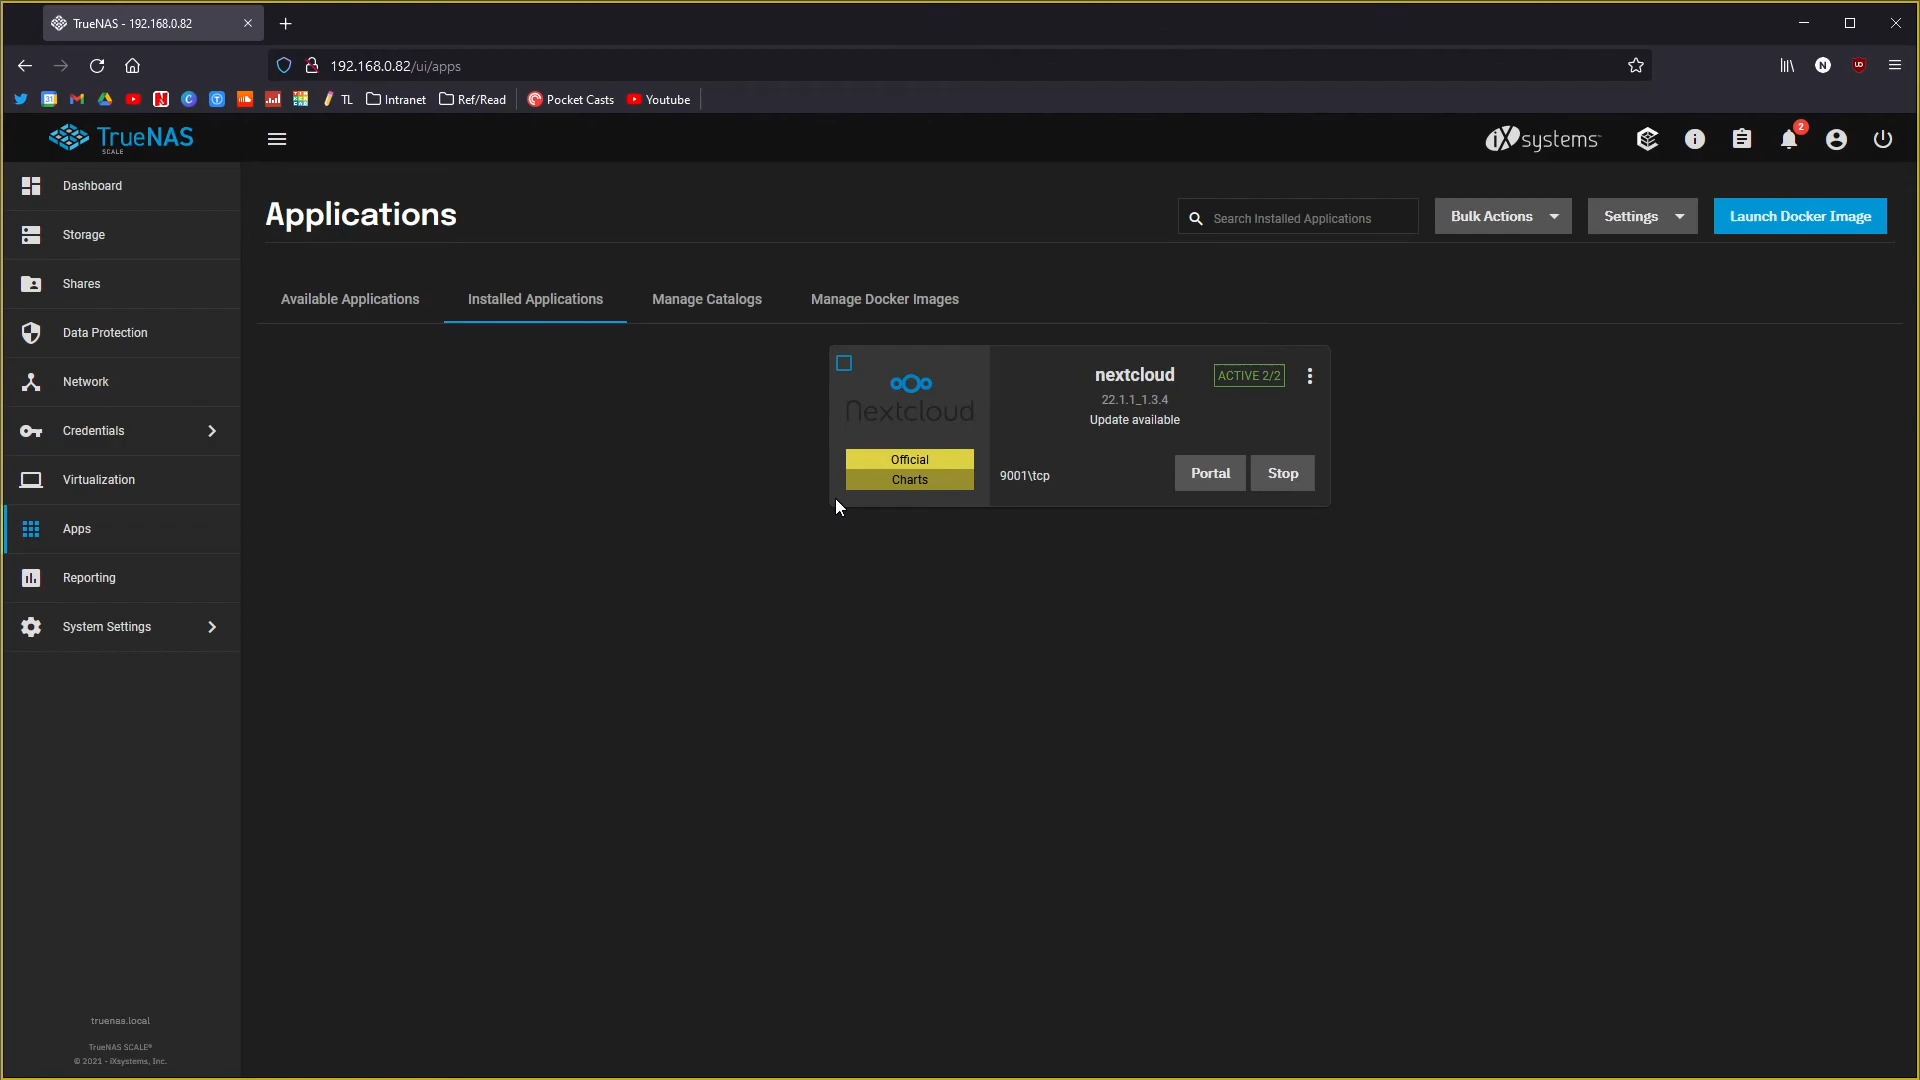 TrueNAS - 192.168.0.82
192.168.0.82/ui/apps
TL
Intranet
Ref/Read
Pocket Casts
Youtube
TrueNAS
SCALE
iXsystems
2
Dashboard
Storage
Shares
Data Protection
Network
Credentials
Virtualization
Apps
Reporting
System Settings
truenas.local
TrueNAS SCALE®
© 2021 - iXsystems, Inc.
Applications
Search Installed Applications
Bulk Actions
Settings
Launch Docker Image
Available Applications
Installed Applications
Manage Catalogs
Manage Docker Images
Nextcloud
Official
Charts
nextcloud
ACTIVE 2/2
22.1.1_1.3.4
Update available
9001\tcp
Portal
Stop